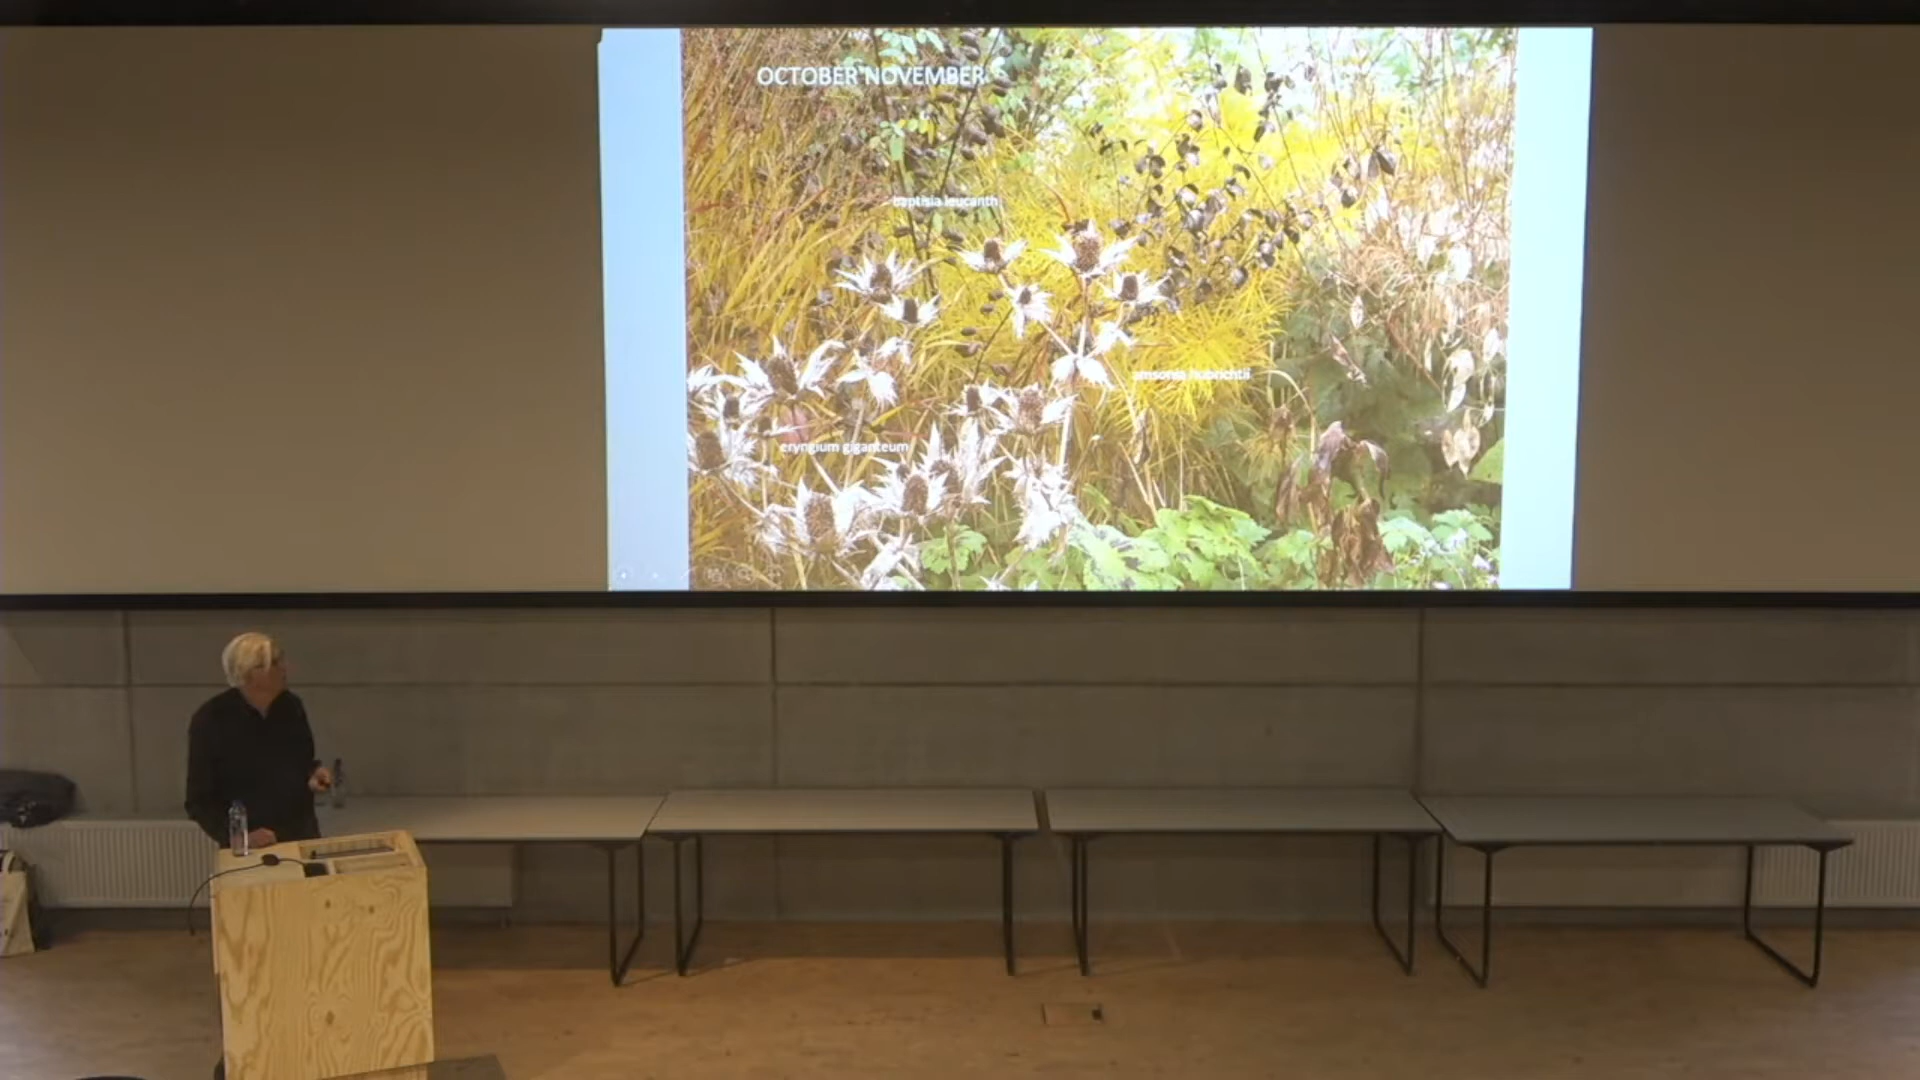 OCTOBER NOVEMBER
baptisia leucanth
amsonia hubrichtii
eryngium giganteum